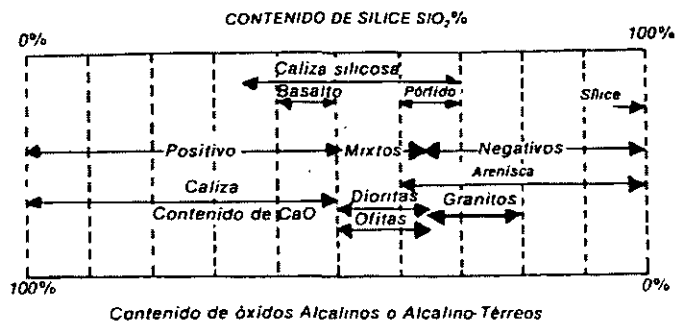 CONTENIDO DE SILICE SIO₂%
0%
100%
Caliza silicosa
Basalto
Pórfido
Sílice
Positivo
Mixtos
Negativos
Arenisca
Caliza
Dioritas
Granitos
Contenido de CaO
Ofitas
100%
0%
Contenido de óxidos Alcalinos o Alcalino-Térreos